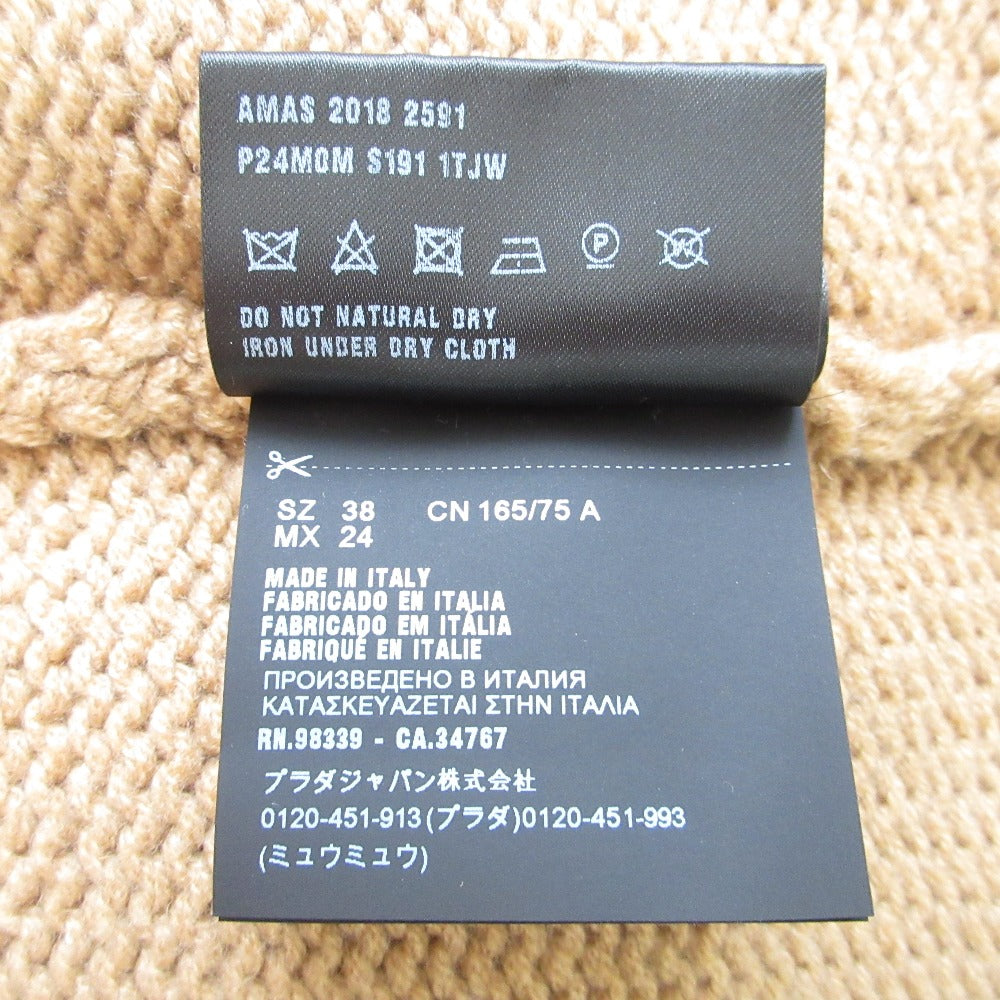 AMAS 2018 2591
P24MOM S191 1TJW
P
DO NOT NATURAL DRY
IRON UNDER DRY CLOTH
SZ 38 CN 165/75 A
MX 24
MADE IN ITALY
FABRICADO EN ITALIA
FABRICADO EM ITÁLIA
FABRIQUÉ EN ITALIE
ПРОИЗВЕДЕНО В ИТАЛИЯ
ΚΑΤΑΣΚΕΥΑΖΕΤΑΙ ΣΤΗΝ ΙΤΑΛΙΑ
RN.98339 - CA.34767
プラダジャパン株式会社
0120-451-913(プラダ)0120-451-993
(ミュウミュウ)